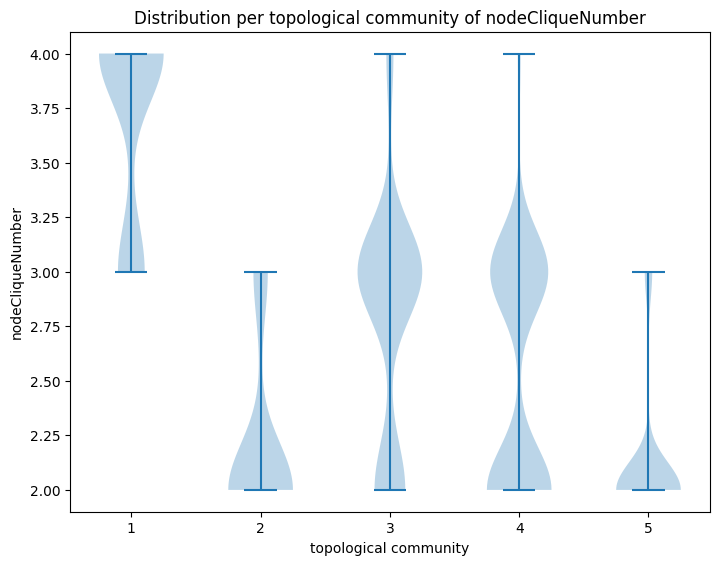 Distribution per topological community of nodeCliqueNumber
4.00
3.75
3.50
3.25
3.00
2.75
2.50
2.25
2.00
nodeCliqueNumber
1 2 3 4 5
topological community